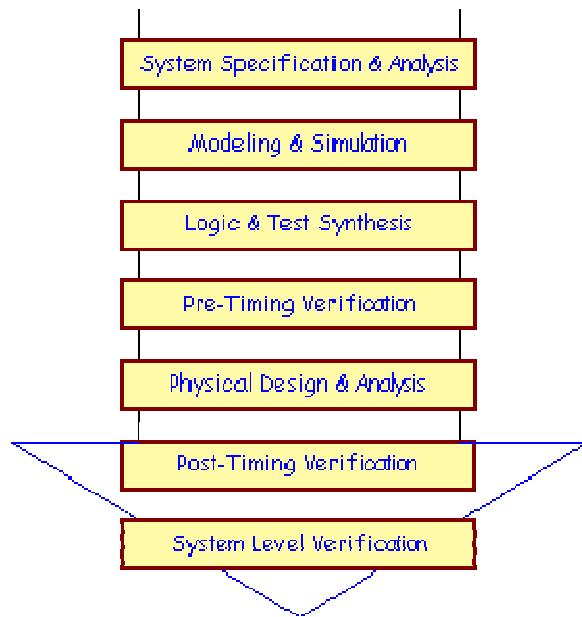 System Specification & Analysis
Modeling & Simulation
Logic & Test Synthesis
Pre-Timing Verification
Physical Design & Analysis
Post-Timing Verification
System Level Verification